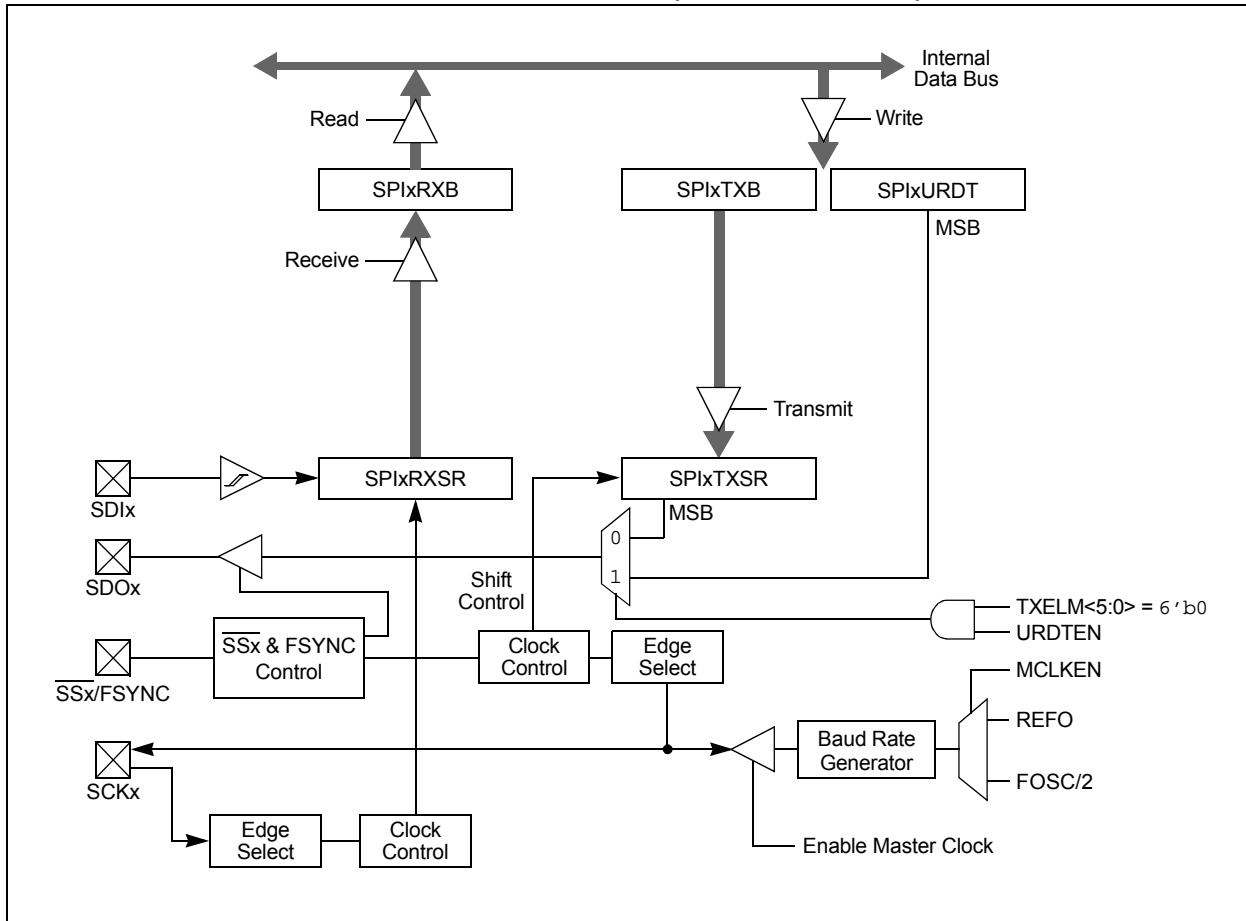 Internal
Data Bus
Read
Write
SPIxRXB
SPIxTXB
SPIxURDT
MSB
Receive
Transmit
SPIxRXSR
SPIxTXSR
SDIx
MSB
0
SDOx
1
Shift
Control
TXELM<5:0> = 6'b0
URDTEN
SSx & FSYNC
Control
Clock
Control
Edge
Select
SSx/FSYNC
MCLKEN
REFO
Baud Rate
Generator
SCKx
FOSC/2
Edge
Select
Clock
Control
Enable Master Clock